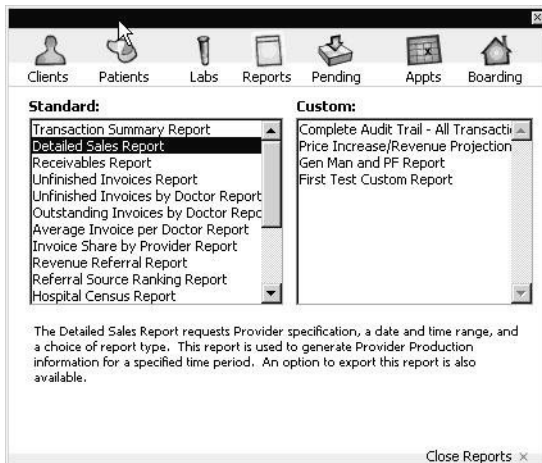 Clients Patients Labs Reports Pending Appts Boarding
Standard:
Transaction Summary Report
Detailed Sales Report
Receivables Report
Unfinished Invoices Report
Unfinished Invoices by Doctor Report
Outstanding Invoices by Doctor Repo
Average Invoice per Doctor Report
Invoice Share by Provider Report
Revenue Referral Report
Referral Source Ranking Report
Hospital Census Report
Custom:
Complete Audit Trail - All Transacti
Price Increase/Revenue Projection
Gen Man and PF Report
First Test Custom Report
The Detailed Sales Report requests Provider specification, a date and time range, and
a choice of report type. This report is used to generate Provider Production
information for a specified time period. An option to export this report is also
available.
Close Reports